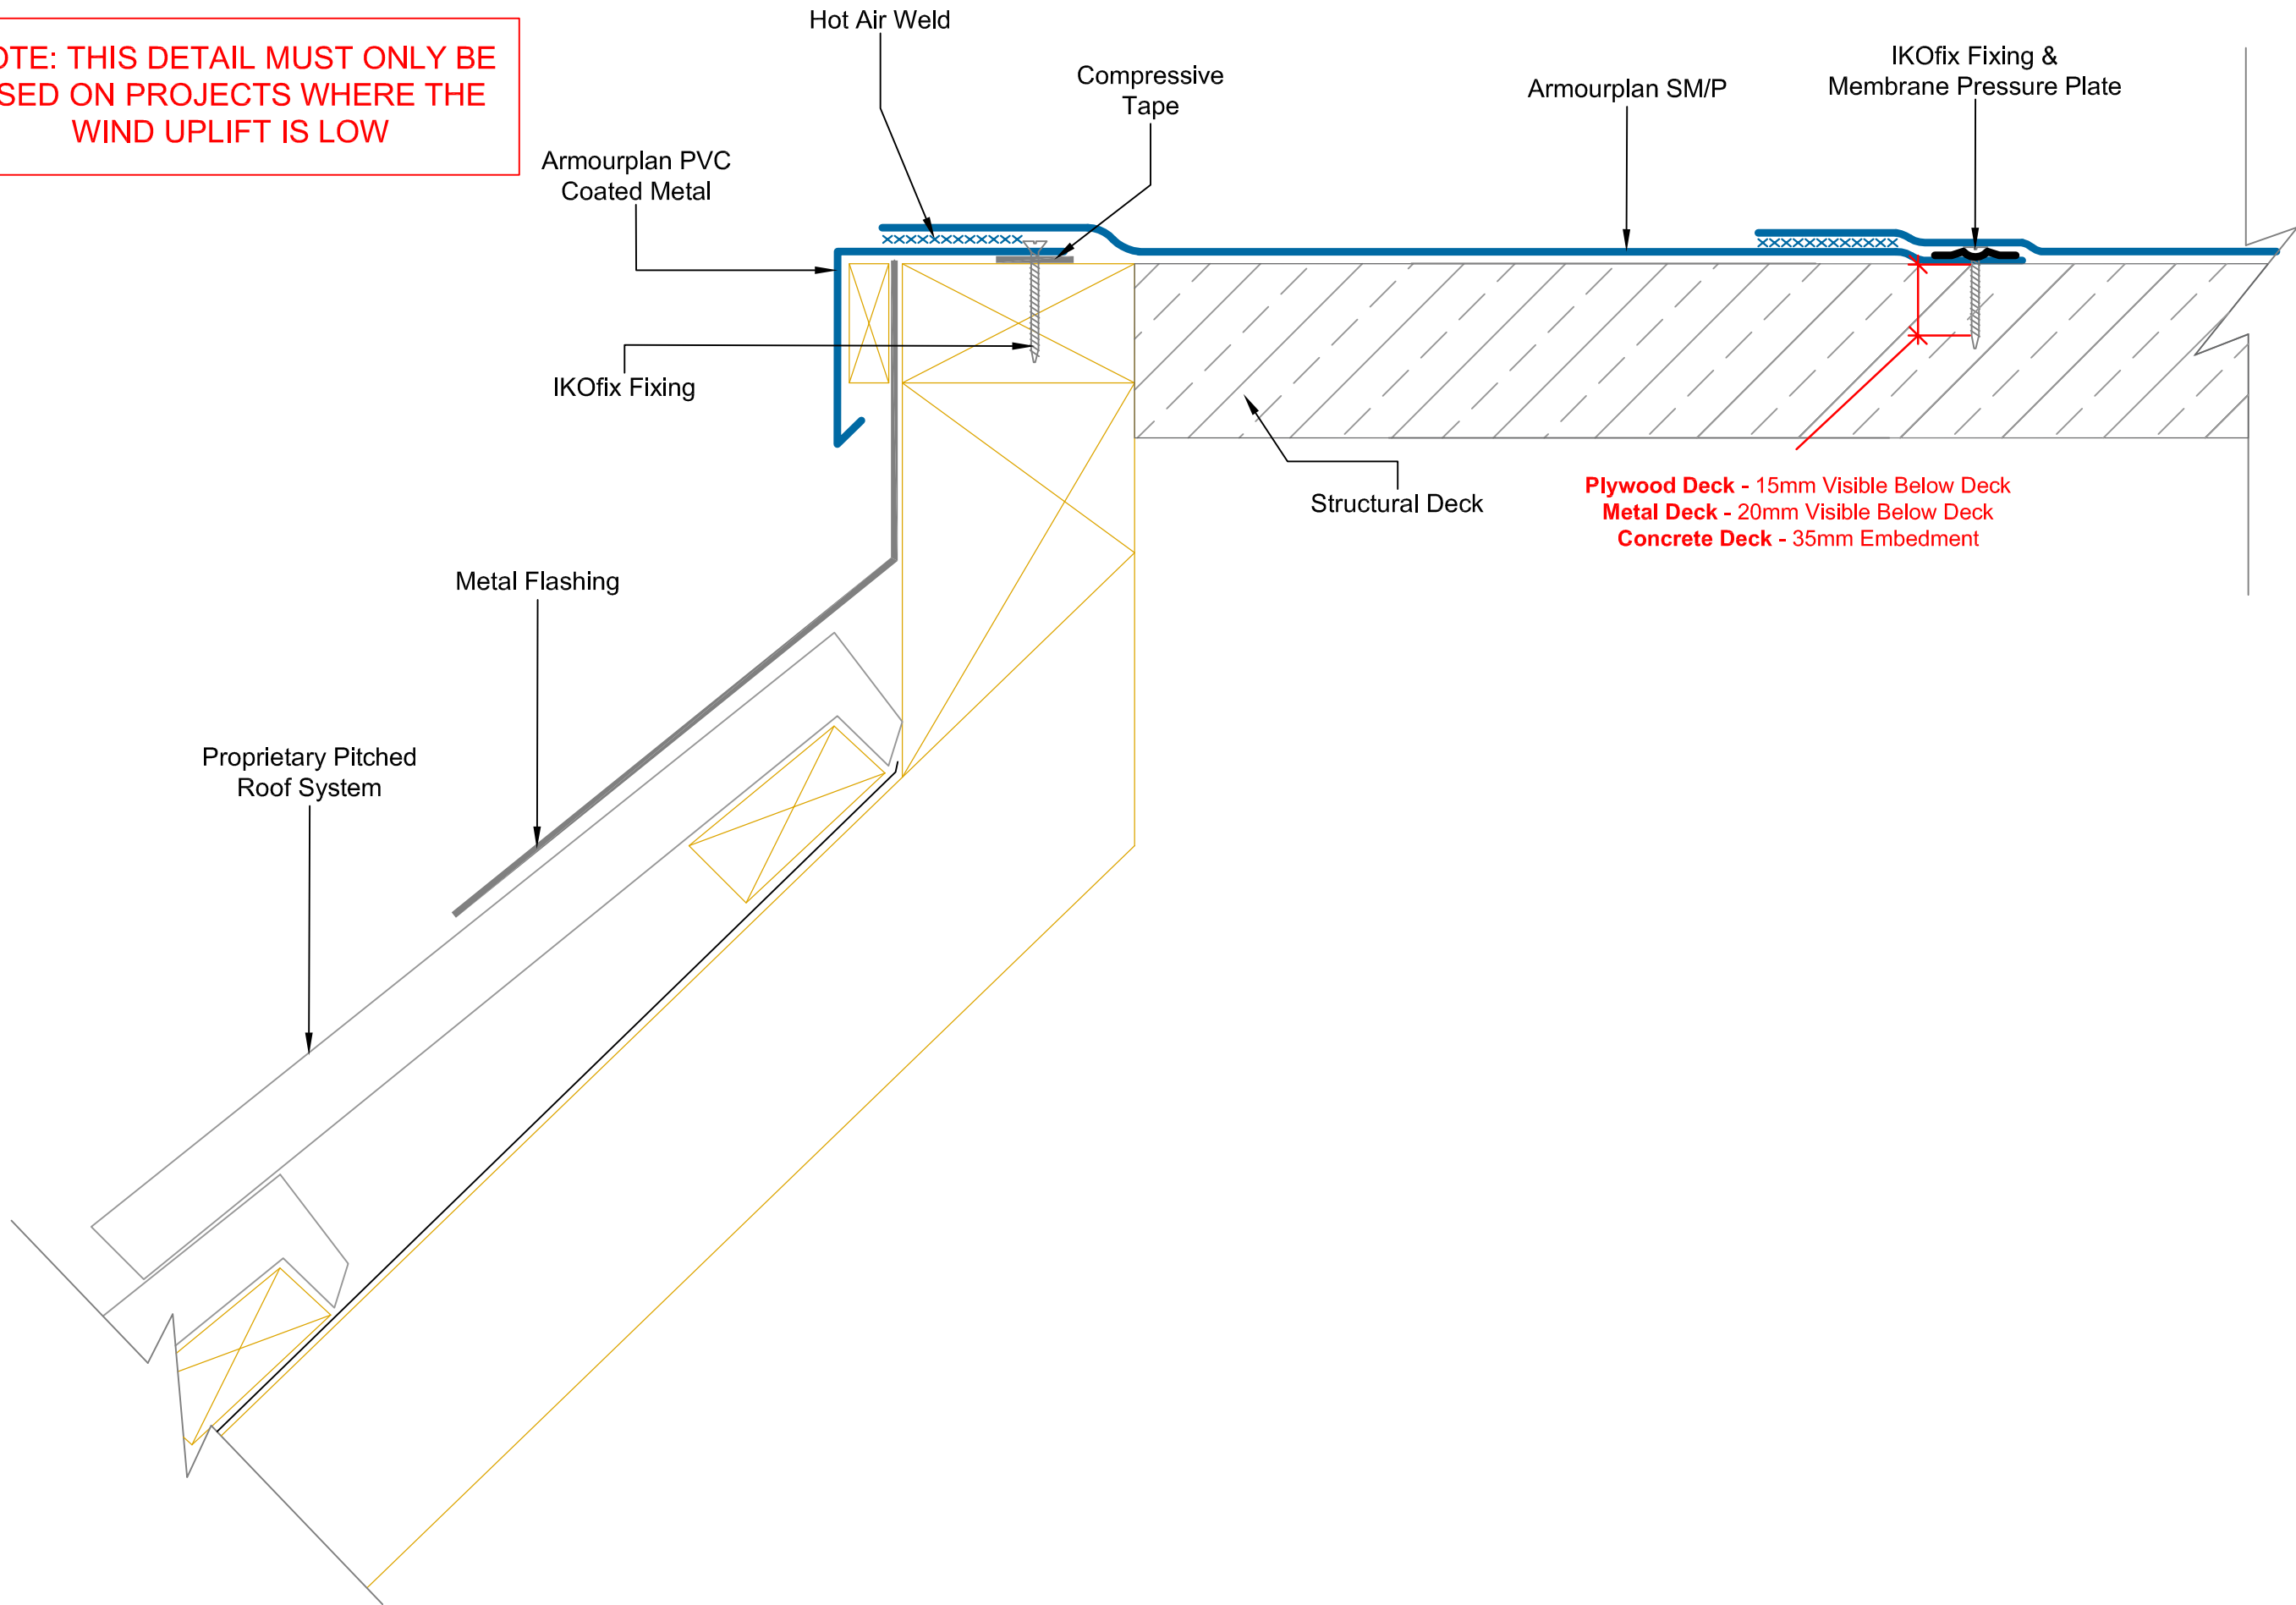 OTE: THIS DETAIL MUST ONLY BE
SED ON PROJECTS WHERE THE
WIND UPLIFT IS LOW
Hot Air Weld
Compressive
Tape
Armourplan PVC
Coated Metal
Armourplan SM/P
IKOfix Fixing &
Membrane Pressure Plate
IKOfix Fixing
Structural Deck
Plywood Deck - 15mm Visible Below Deck
Metal Deck - 20mm Visible Below Deck
Concrete Deck - 35mm Embedment
Metal Flashing
Proprietary Pitched
Roof System